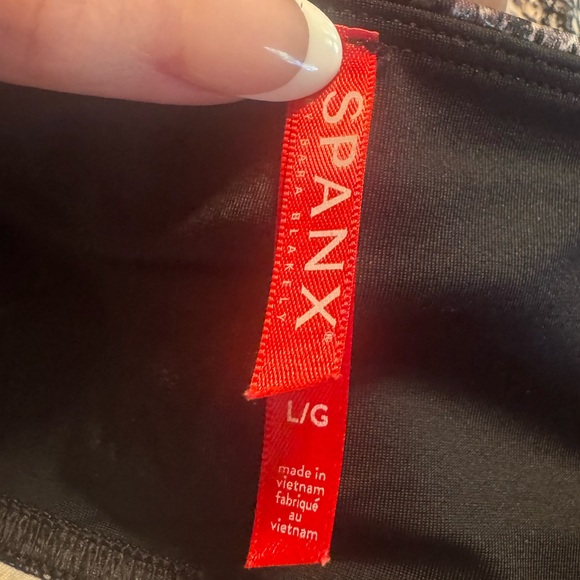 SPANX®
BY SARA BLAKELY
L/G
made in
vietnam
fabriqué
au
vietnam